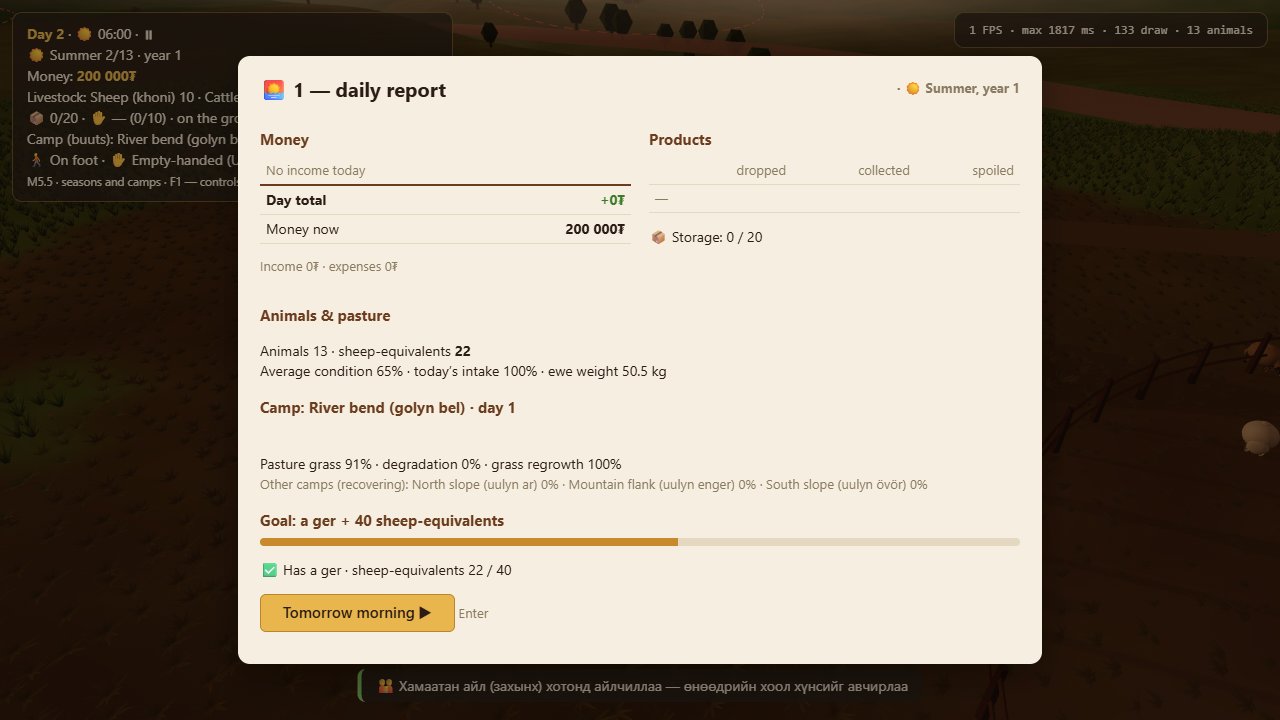 Day 2 · 06:00 ·
Summer 2/13 · year 1
Money: 200 000₮
Livestock: Sheep (khoni) 10 · Cattle
0/20 · — (0/10) · on the
Camp (buuts): River bend (golyn
On foot · Empty-handed
M5.5 · seasons and camps · F1 —
1 FPS · max 1817 ms · 133 draw · 13 animals
1 — daily report
· Summer, year 1
Money
No income today
Day total +0₮
Money now 200 000₮
Income 0₮ · expenses 0₮
Products
dropped collected spoiled
—
Storage: 0 / 20
Animals & pasture
Animals 13 · sheep-equivalents 22
Average condition 65% · today's intake 100% · ewe weight 50.5 kg
Camp: River bend (golyn bel) · day 1
Pasture grass 91% · degradation 0% · grass regrowth 100%
Other camps (recovering): North slope (uulyn ar) 0% · Mountain flank (uulyn enger) 0% · South slope (uulyn övör) 0%
Goal: a ger + 40 sheep-equivalents
✅ Has a ger · sheep-equivalents 22 / 40
Tomorrow morning ▶ Enter
Хамаатан айл (захынх) хотонд айлчиллаа — өнөөдрийн хоол хүнсийг авчирлаа